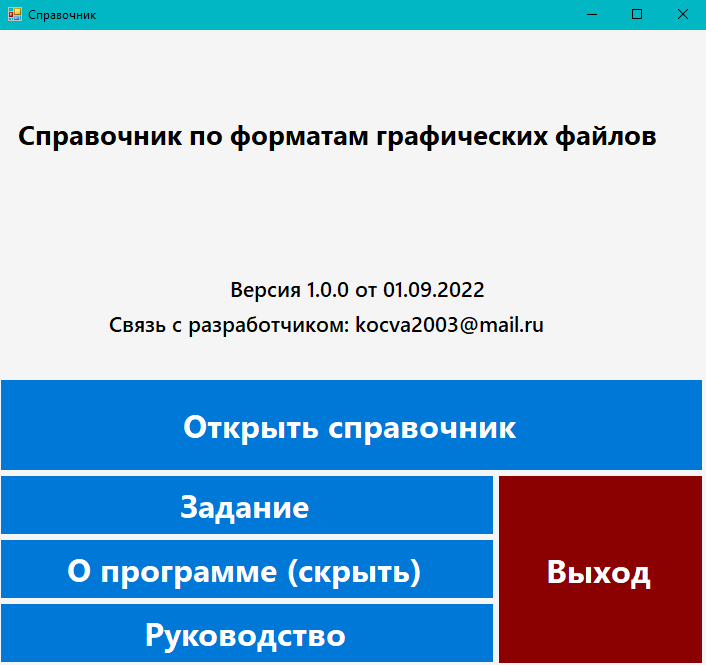 Справочник
Справочник по форматам графических файлов
Версия 1.0.0 от 01.09.2022
Связь с разработчиком: kocva2003@mail.ru
Открыть справочник
Задание
О программе (скрыть)
Руководство
Выход